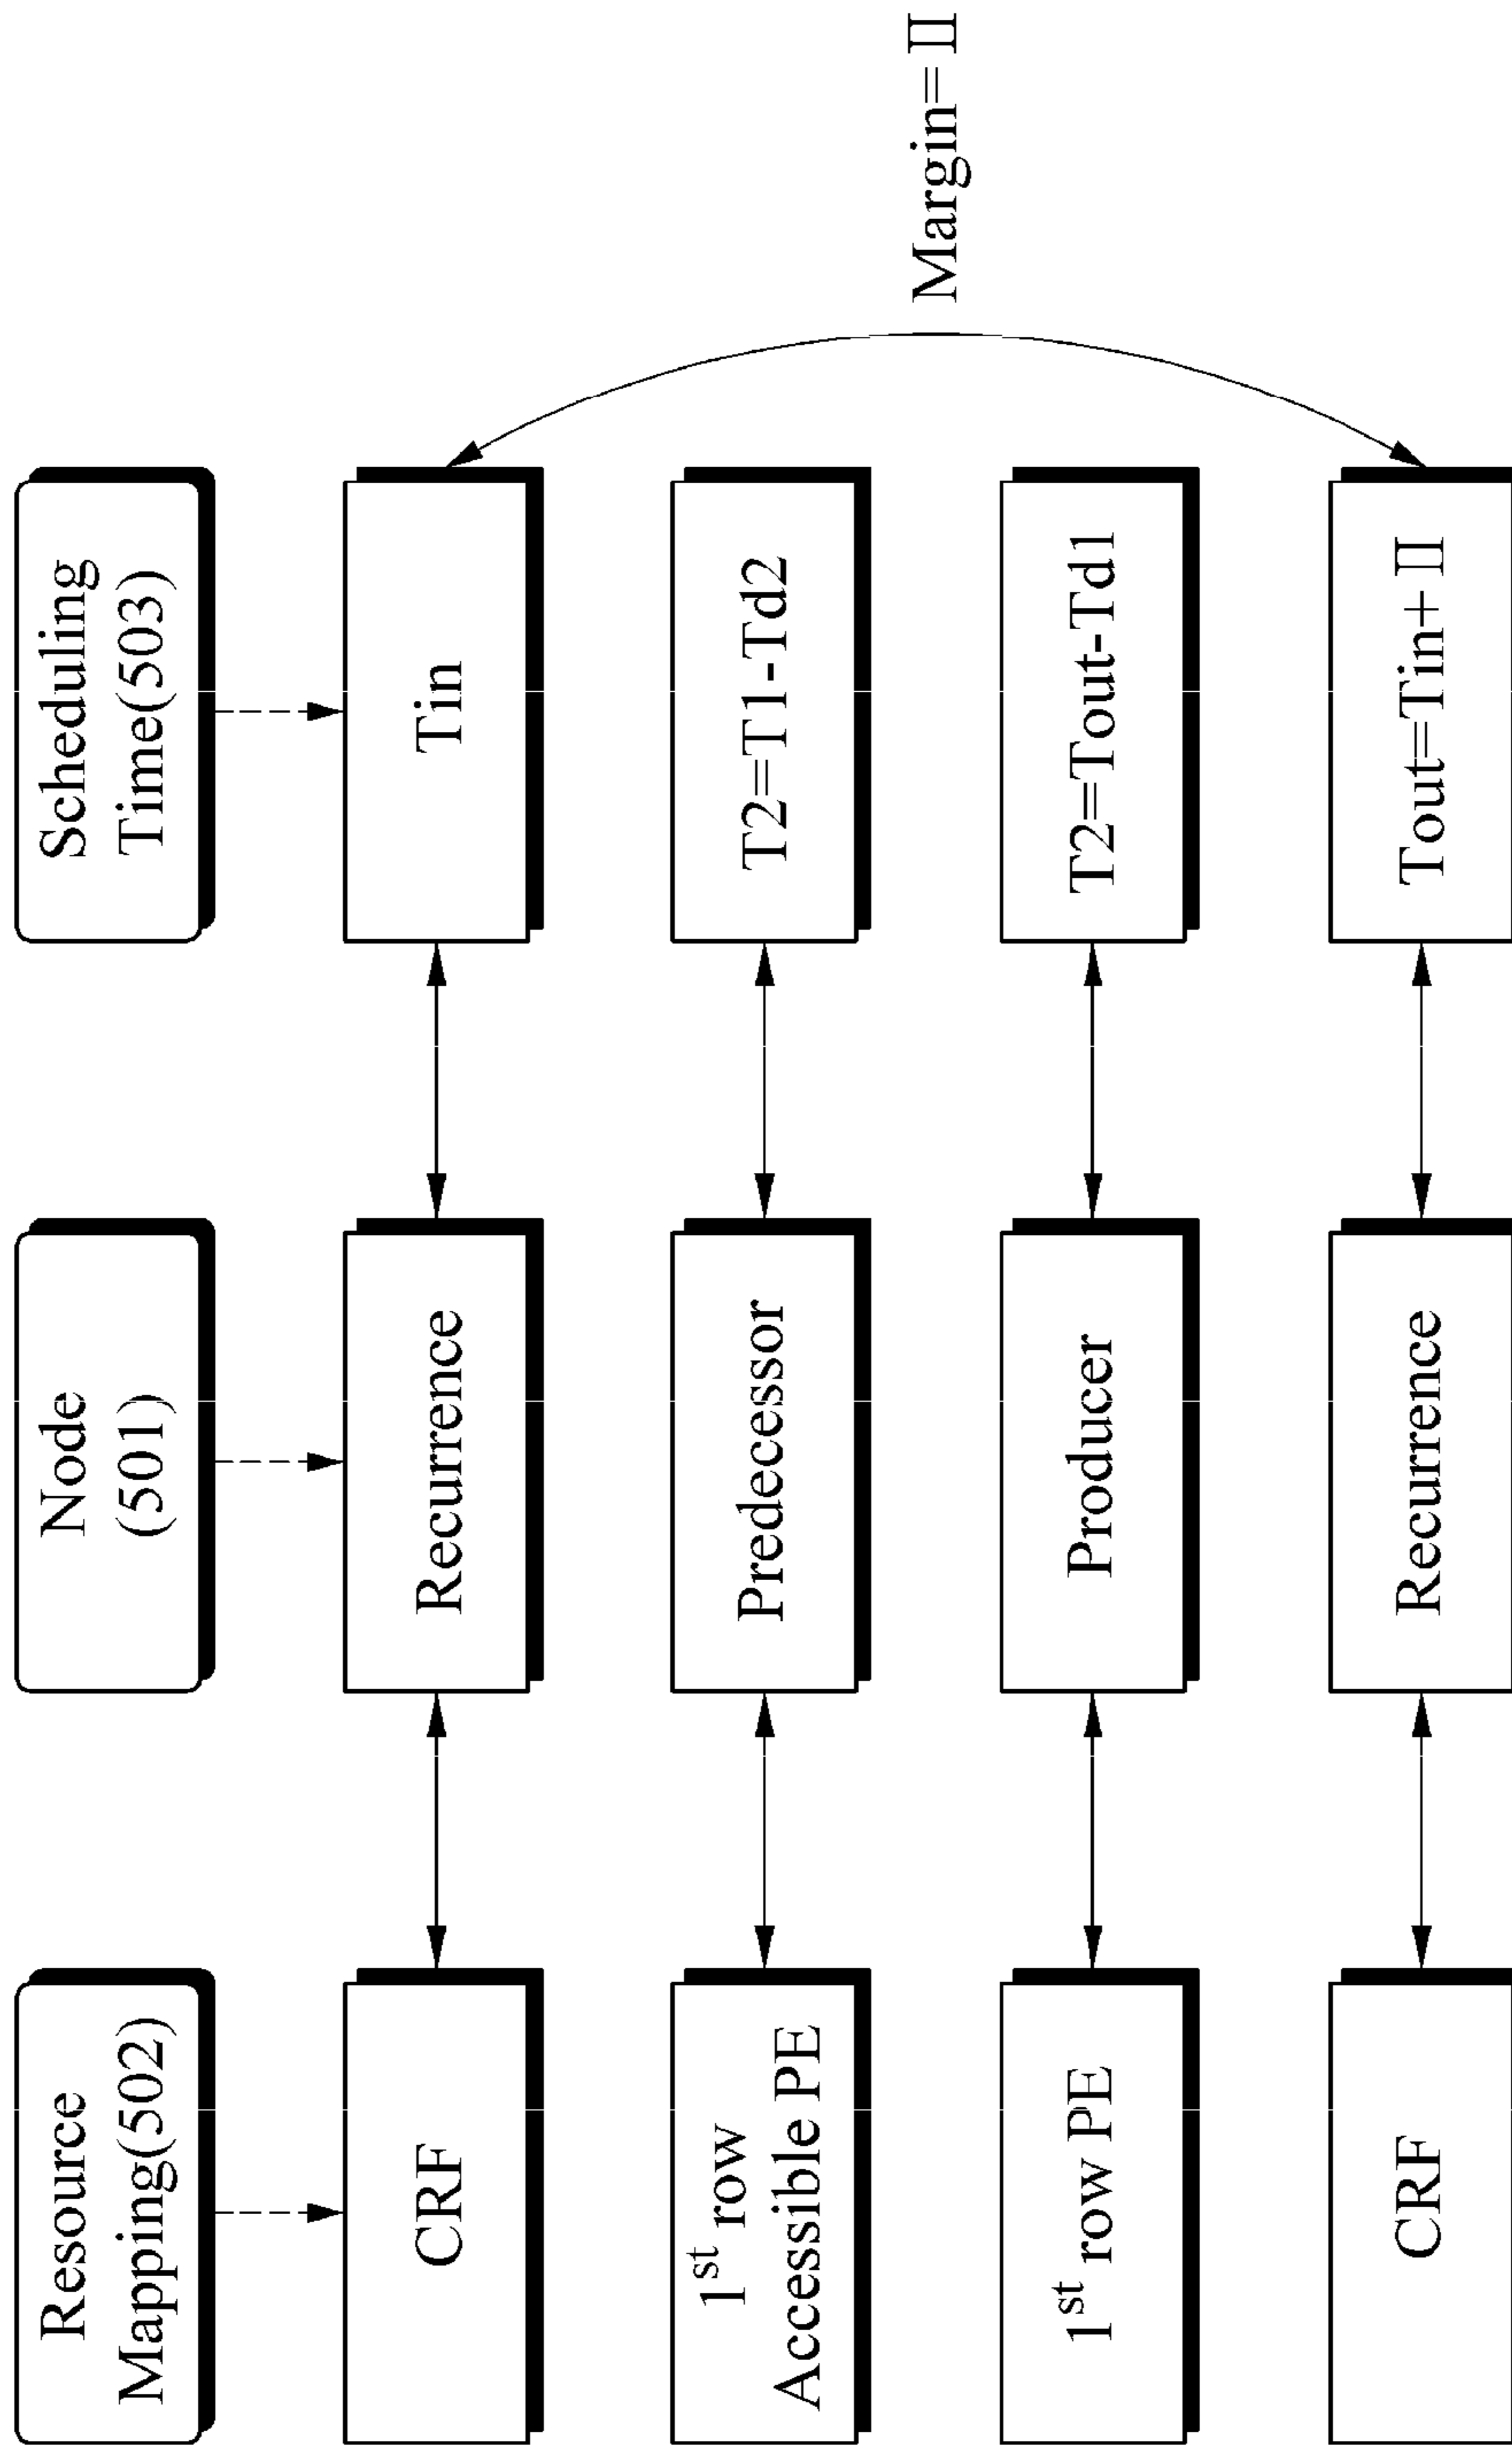 Resource
Mapping(502)
Node
(501)
Scheduling
Time(503)
CRF
Recurrence
Tin
1st row
Accessible PE
Predecessor
T2=T1-Td2
Margin= II
1st row PE
Producer
T2=Tout-Td1
CRF
Recurrence
Tout=Tin+ II